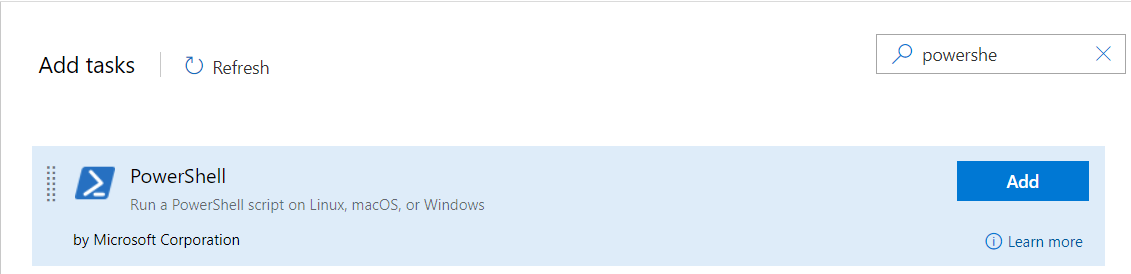 Add tasks
Refresh
powershe
PowerShell
Add
Run a PowerShell script on Linux, macOS, or Windows
by Microsoft Corporation
Learn more